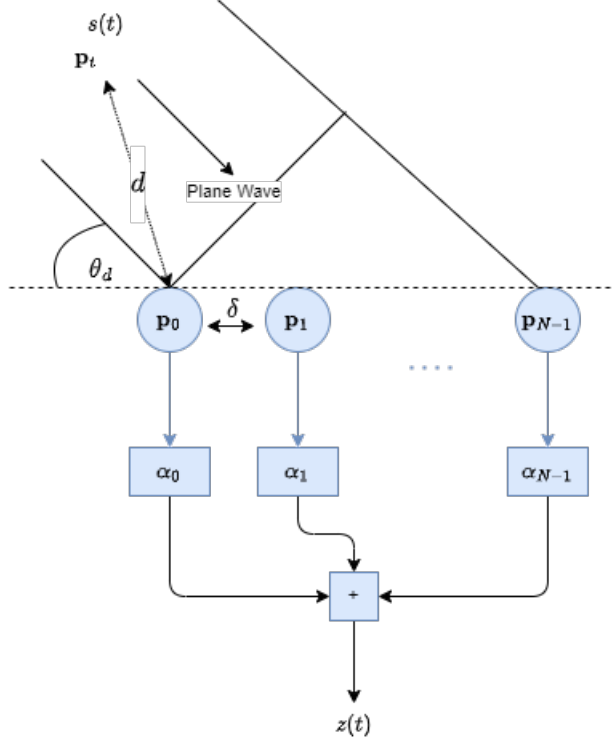 s(t)
p_t
d
Plane Wave
θ_d
p_0
δ
p_1
p_{N−1}
....
α_0
α_1
α_{N−1}
+
z(t)